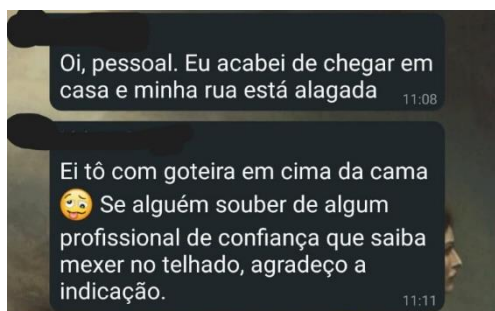 Oi, pessoal. Eu acabei de chegar em
casa e minha rua está alagada
11:08
Ei tô com goteira em cima da cama
🥴 Se alguém souber de algum
profissional de confiança que saiba
mexer no telhado, agradeço a
indicação.
11:11